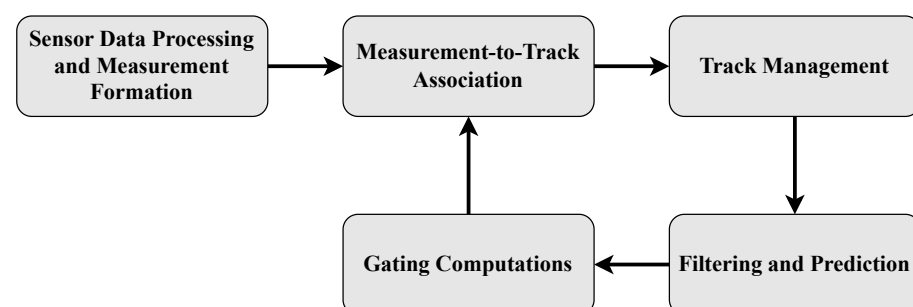 Sensor Data Processing
and Measurement
Formation
Measurement-to-Track
Association
Track Management
Gating Computations
Filtering and Prediction